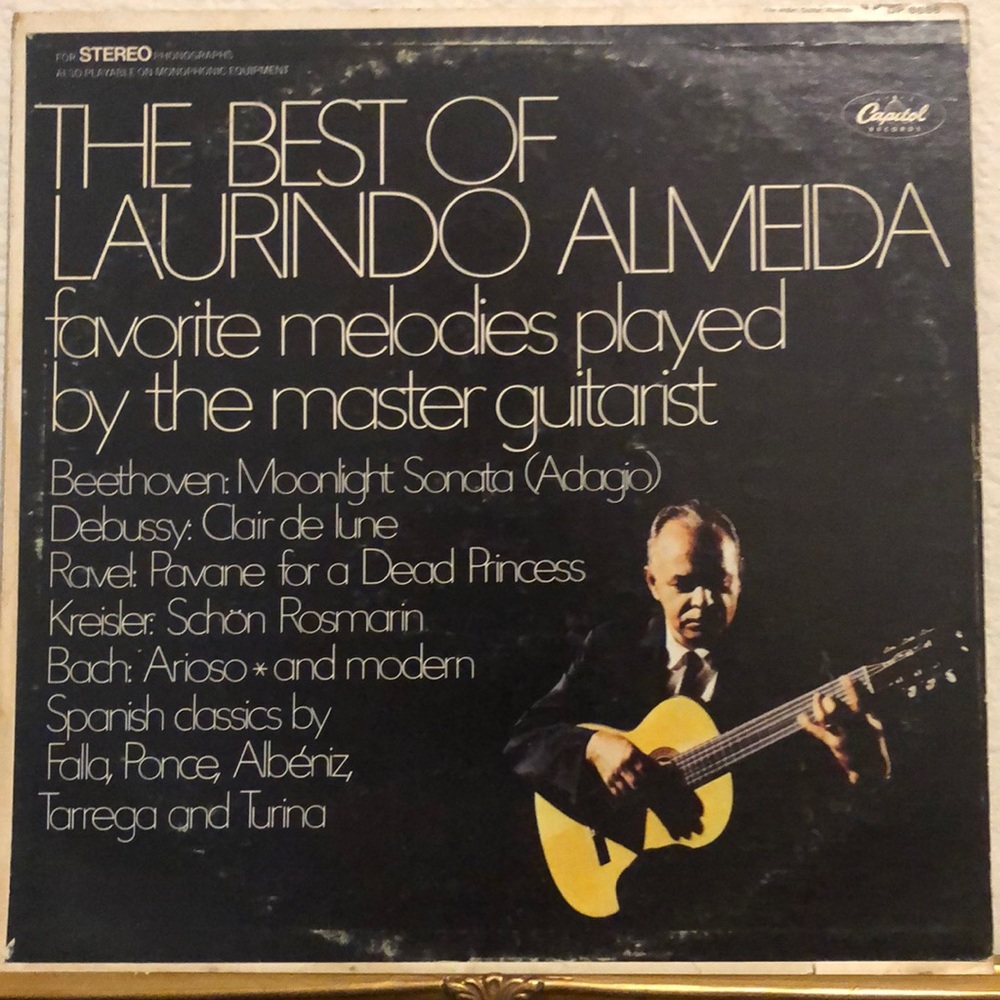 FOR STEREO PHONOGRAPHS
ALSO PLAYABLE ON MONOPHONIC EQUIPMENT
Capitol
RECORDS
THE BEST OF
LAURINDO ALMEIDA
favorite melodies played
by the master guitarist
Beethoven: Moonlight Sonata (Adagio)
Debussy: Clair de lune
Ravel: Pavane for a Dead Princess
Kreisler: Schön Rosmarin
Bach: Arioso * and modern
Spanish classics by
Falla, Ponce, Albéniz,
Tarrega and Turina